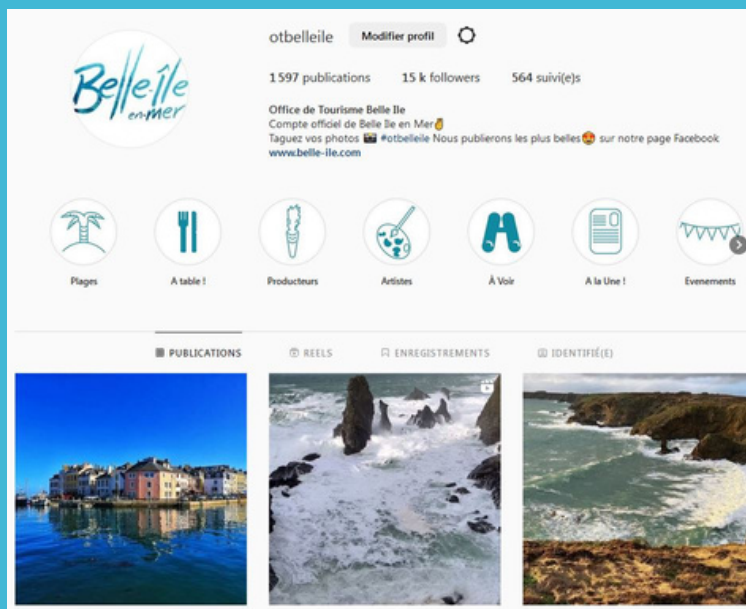 otbelleile Modifier profil
1 597 publications 15 k followers 564 suivi(e)s
Belle-Île
en-mer
Office de Tourisme Belle Ile
Compte officiel de Belle Ile en Mer✌
Taguez vos photos 📸 #otbelleile Nous publierons les plus belles😍 sur notre page Facebook
www.belle-ile.com
Plages A table ! Producteurs Artistes À Voir A la Une ! Evenements
PUBLICATIONS REELS ENREGISTREMENTS IDENTIFIÉ(E)